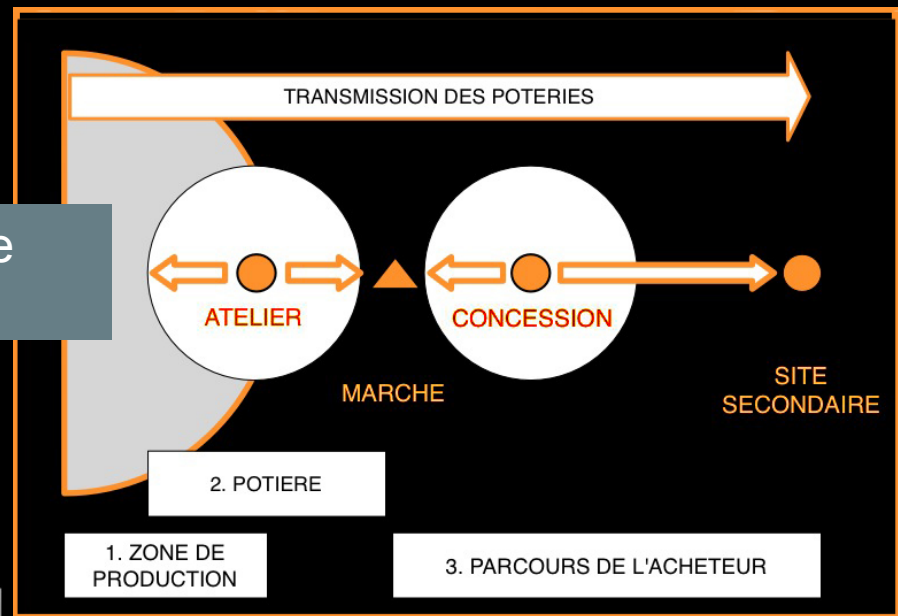 TRANSMISSION DES POTERIES
e
ATELIER
CONCESSION
MARCHE
SITE
SECONDAIRE
2. POTIERE
1. ZONE DE
PRODUCTION
3. PARCOURS DE L'ACHETEUR